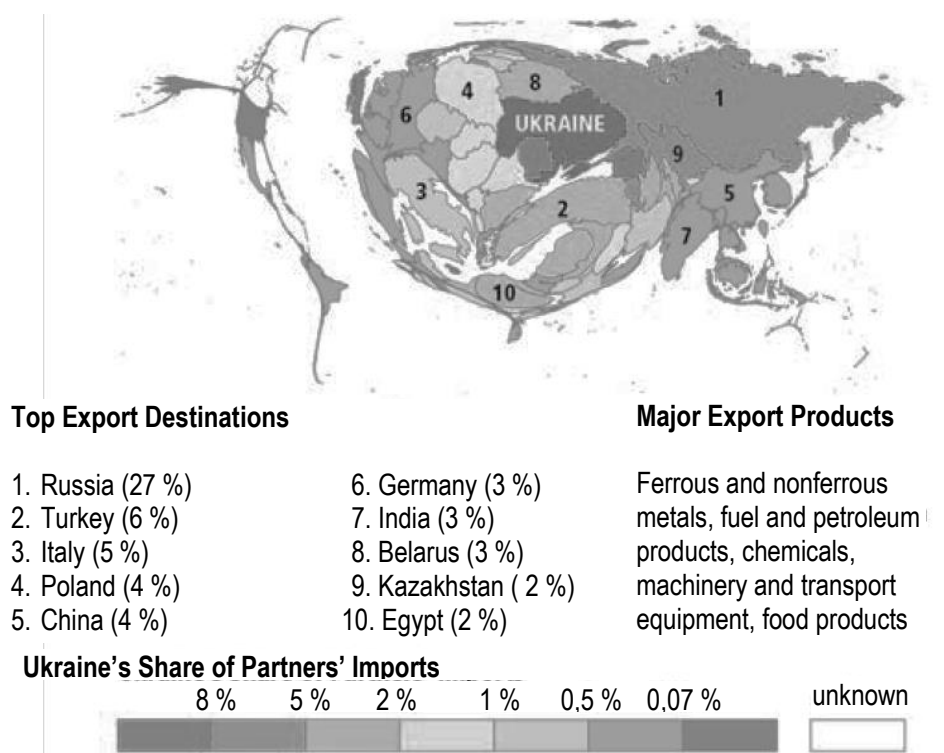 4
8
1
6
UKRAINE
9
3
2
5
7
10
Top Export Destinations
1. Russia (27 %)
2. Turkey (6 %)
3. Italy (5 %)
4. Poland (4 %)
5. China (4 %)
6. Germany (3 %)
7. India (3 %)
8. Belarus (3 %)
9. Kazakhstan ( 2 %)
10. Egypt (2 %)
Major Export Products
Ferrous and nonferrous
metals, fuel and petroleum
products, chemicals,
machinery and transport
equipment, food products
Ukraine's Share of Partners' Imports
8 % 5 % 2 % 1 % 0,5 % 0,07 % unknown